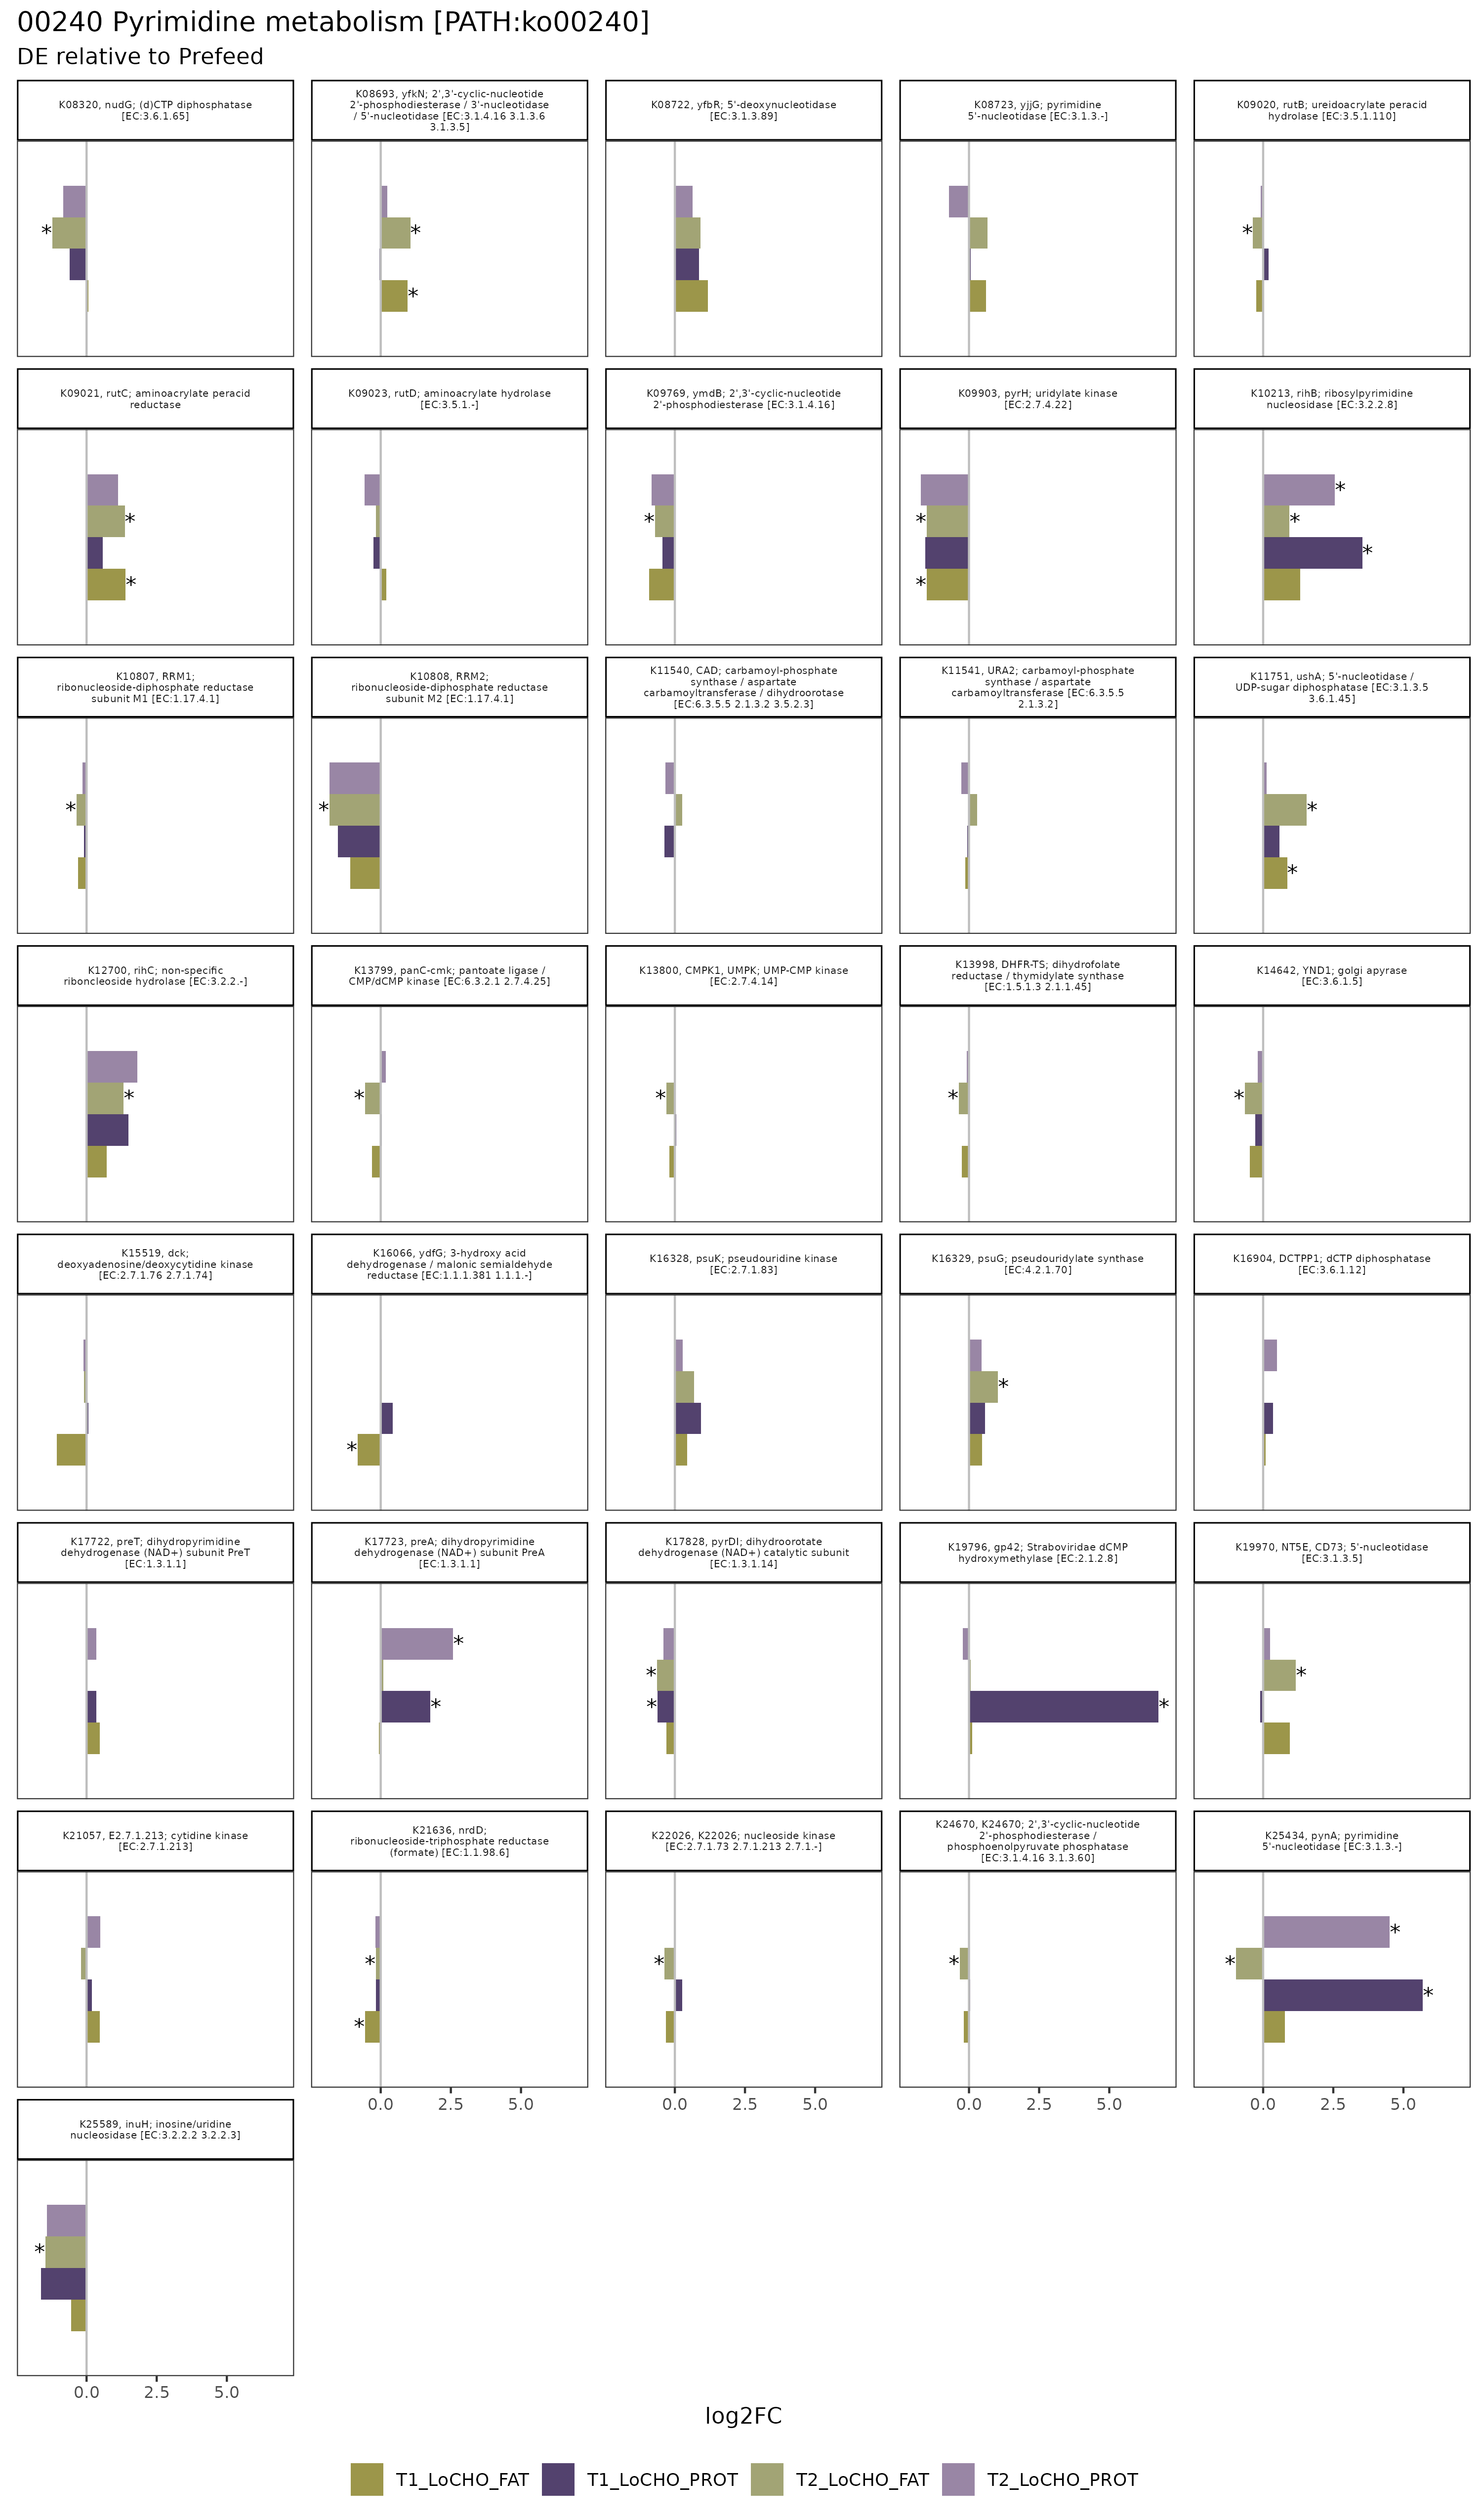 00240 Pyrimidine metabolism [PATH:ko00240]
DE relative to Prefeed
K08320, nudG; (d)CTP diphosphatase
[EC:3.6.1.65]
K08693, yfkN; 2',3'-cyclic-nucleotide
2'-phosphodiesterase / 3'-nucleotidase
/ 5'-nucleotidase [EC:3.1.4.16 3.1.3.6
3.1.3.5]
K08722, yfbR; 5'-deoxynucleotidase
[EC:3.1.3.89]
K08723, yjjG; pyrimidine
5'-nucleotidase [EC:3.1.3.-]
K09020, rutB; ureidoacrylate peracid
hydrolase [EC:3.5.1.110]
*
*
*
*
K09021, rutC; aminoacrylate peracid
reductase
K09023, rutD; aminoacrylate hydrolase
[EC:3.5.1.-]
K09769, ymdB; 2',3'-cyclic-nucleotide
2'-phosphodiesterase [EC:3.1.4.16]
K09903, pyrH; uridylate kinase
[EC:2.7.4.22]
K10213, rihB; ribosylpyrimidine
nucleosidase [EC:3.2.2.8]
*
*
*
*
*
*
*
*
K10807, RRM1;
ribonucleoside-diphosphate reductase
subunit M1 [EC:1.17.4.1]
K10808, RRM2;
ribonucleoside-diphosphate reductase
subunit M2 [EC:1.17.4.1]
K11540, CAD; carbamoyl-phosphate
synthase / aspartate
carbamoyltransferase / dihydroorotase
[EC:6.3.5.5 2.1.3.2 3.5.2.3]
K11541, URA2; carbamoyl-phosphate
synthase / aspartate
carbamoyltransferase [EC:6.3.5.5
2.1.3.2]
K11751, ushA; 5'-nucleotidase /
UDP-sugar diphosphatase [EC:3.1.3.5
3.6.1.45]
*
*
*
*
K12700, rihC; non-specific
riboncleoside hydrolase [EC:3.2.2.-]
K13799, panC-cmk; pantoate ligase /
CMP/dCMP kinase [EC:6.3.2.1 2.7.4.25]
K13800, CMPK1, UMPK; UMP-CMP kinase
[EC:2.7.4.14]
K13998, DHFR-TS; dihydrofolate
reductase / thymidylate synthase
[EC:1.5.1.3 2.1.1.45]
K14642, YND1; golgi apyrase
[EC:3.6.1.5]
*
*
*
*
*
K15519, dck;
deoxyadenosine/deoxycytidine kinase
[EC:2.7.1.76 2.7.1.74]
K16066, ydfG; 3-hydroxy acid
dehydrogenase / malonic semialdehyde
reductase [EC:1.1.1.381 1.1.1.-]
K16328, psuK; pseudouridine kinase
[EC:2.7.1.83]
K16329, psuG; pseudouridylate synthase
[EC:4.2.1.70]
K16904, DCTPP1; dCTP diphosphatase
[EC:3.6.1.12]
*
*
K17722, preT; dihydropyrimidine
dehydrogenase (NAD+) subunit PreT
[EC:1.3.1.1]
K17723, preA; dihydropyrimidine
dehydrogenase (NAD+) subunit PreA
[EC:1.3.1.1]
K17828, pyrDI; dihydroorotate
dehydrogenase (NAD+) catalytic subunit
[EC:1.3.1.14]
K19796, gp42; Straboviridae dCMP
hydroxymethylase [EC:2.1.2.8]
K19970, NT5E, CD73; 5'-nucleotidase
[EC:3.1.3.5]
*
*
*
*
*
*
K21057, E2.7.1.213; cytidine kinase
[EC:2.7.1.213]
K21636, nrdD;
ribonucleoside-triphosphate reductase
(formate) [EC:1.1.98.6]
K22026, K22026; nucleoside kinase
[EC:2.7.1.73 2.7.1.213 2.7.1.-]
K24670, K24670; 2',3'-cyclic-nucleotide
2'-phosphodiesterase /
phosphoenolpyruvate phosphatase
[EC:3.1.4.16 3.1.3.60]
K25434, pynA; pyrimidine
5'-nucleotidase [EC:3.1.3.-]
*
*
*
*
*
*
*
0.0 2.5 5.0
0.0 2.5 5.0
0.0 2.5 5.0
0.0 2.5 5.0
K25589, inuH; inosine/uridine
nucleosidase [EC:3.2.2.2 3.2.2.3]
*
0.0 2.5 5.0
log2FC
T1_LoCHO_FAT T1_LoCHO_PROT T2_LoCHO_FAT T2_LoCHO_PROT